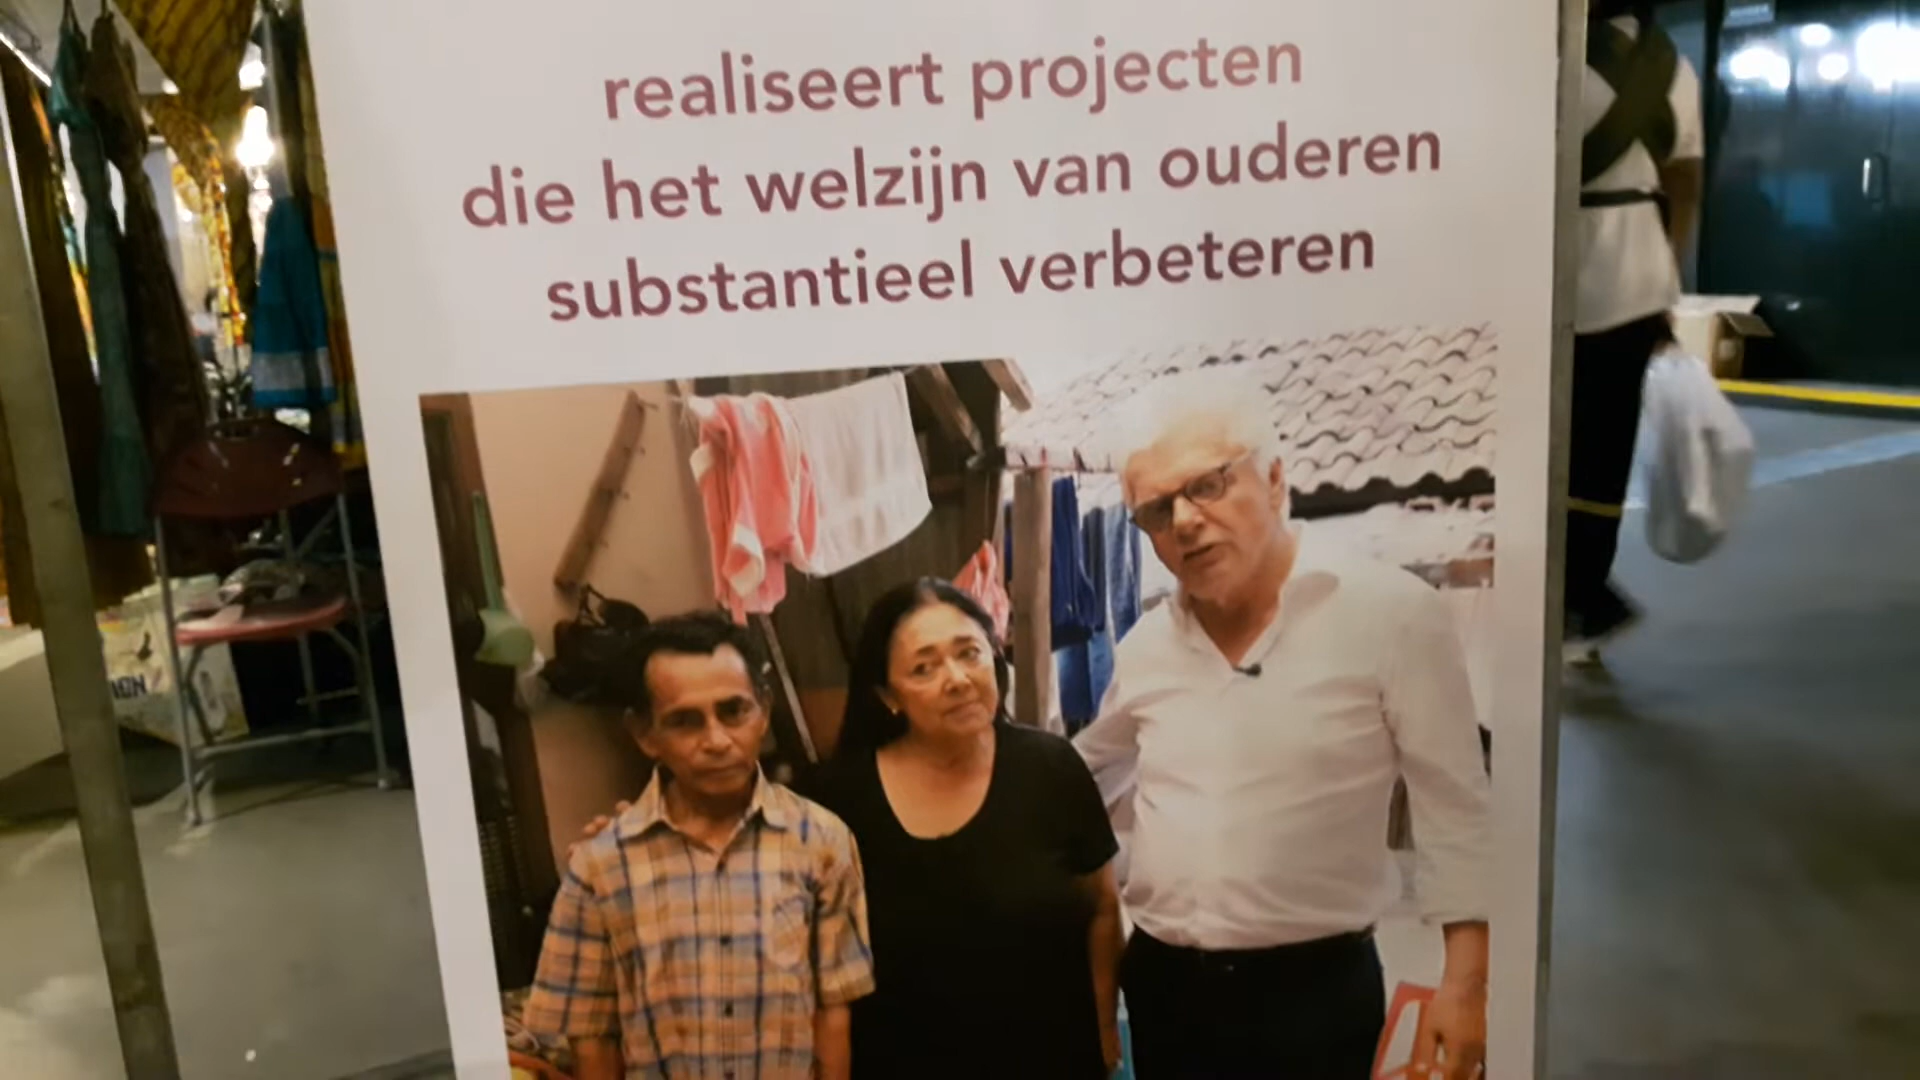 realiseert projecten
die het welzijn van ouderen
substantieel verbeteren